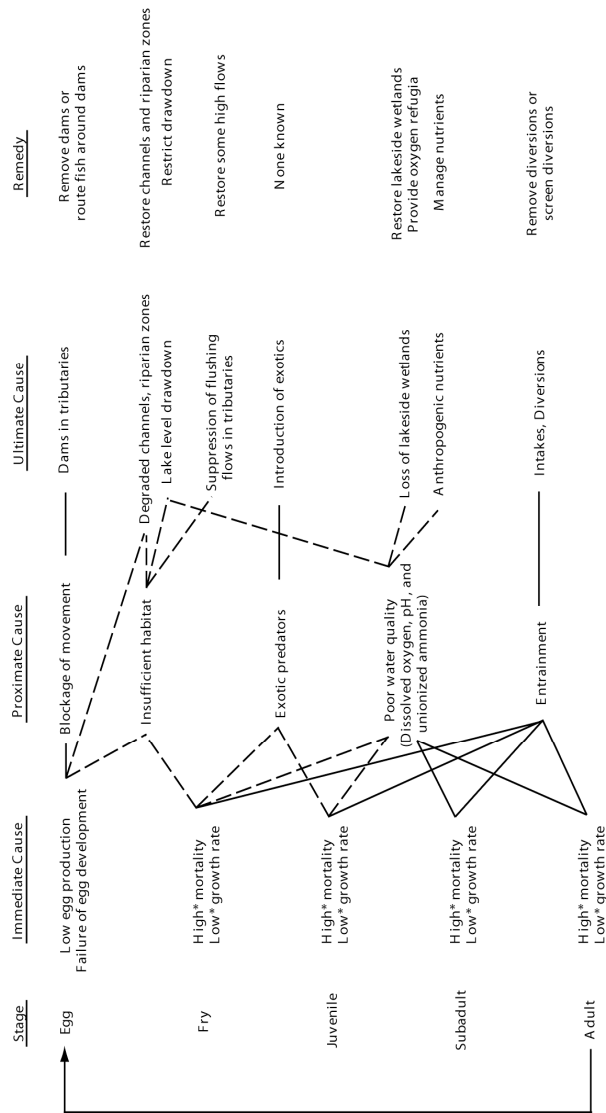 Stage
Immediate Cause
Proximate Cause
Ultimate Cause
Remedy
Egg
Low egg production
Failure of egg development
Blockage of movement
Dams in tributaries
Remove dams or
route fish around dams
Insufficient habitat
Degraded channels, riparian zones
Restore channels and riparian zones
Lake level drawdown
Restrict drawdown
Fry
High* mortality
Low* growth rate
Suppression of flushing
flows in tributaries
Restore some high flows
Exotic predators
Introduction of exotics
None known
Juvenile
High* mortality
Low* growth rate
Poor water quality
(Dissolved oxygen, pH, and
unionized ammonia)
Loss of lakeside wetlands
Restore lakeside wetlands
Provide oxygen refugia
Anthropogenic nutrients
Manage nutrients
Subadult
High* mortality
Low* growth rate
Entrainment
Intakes, Diversions
Remove diversions or
screen diversions
Adult
High* mortality
Low* growth rate